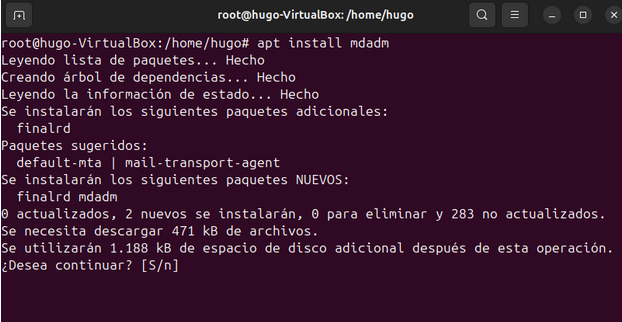 root@hugo-VirtualBox: /home/hugo
root@hugo-VirtualBox:/home/hugo# apt install mdadm
Leyendo lista de paquetes... Hecho
Creando árbol de dependencias... Hecho
Leyendo la información de estado... Hecho
Se instalarán los siguientes paquetes adicionales:
  finalrd
Paquetes sugeridos:
  default-mta | mail-transport-agent
Se instalarán los siguientes paquetes NUEVOS:
  finalrd mdadm
0 actualizados, 2 nuevos se instalarán, 0 para eliminar y 283 no actualizados.
Se necesita descargar 471 kB de archivos.
Se utilizarán 1.188 kB de espacio de disco adicional después de esta operación.
¿Desea continuar? [S/n]